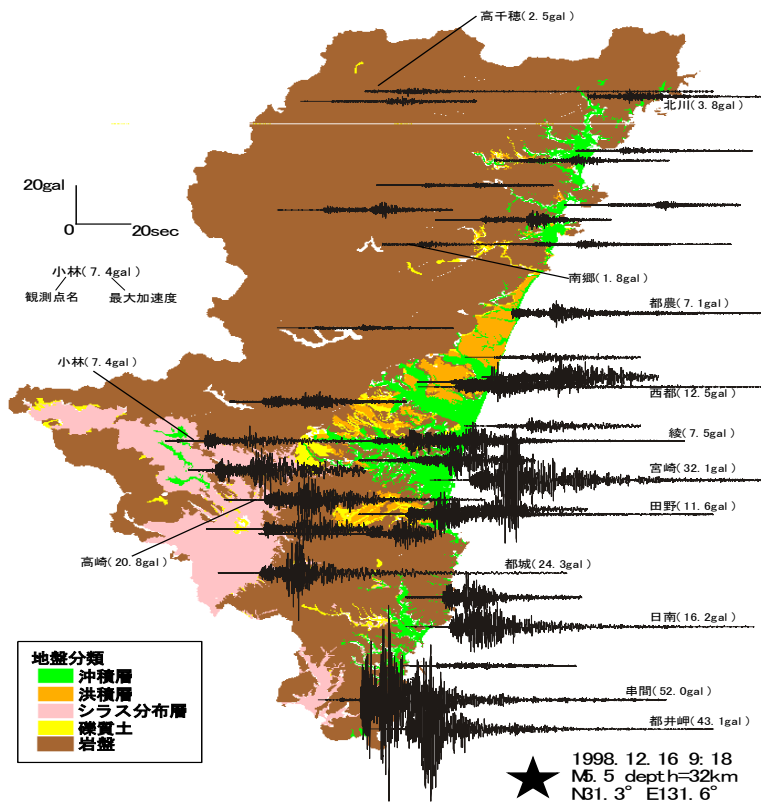 高千穂(2.5gal)
北川(3.8gal)
20gal
0 20sec
小林(7.4gal)
観測点名 最大加速度
南郷(1.8gal)
都農(7.1gal)
小林(7.4gal)
西都(12.5gal)
綾(7.5gal)
宮崎(32.1gal)
田野(11.6gal)
高崎(20.8gal)
都城(24.3gal)
日南(16.2gal)
地盤分類
沖積層
洪積層
シラス分布層
礫質土
岩盤
串間(52.0gal)
都井岬(43.1gal)
1998.12.16 9:18
M5.5 depth=32km
N31.3° E131.6°